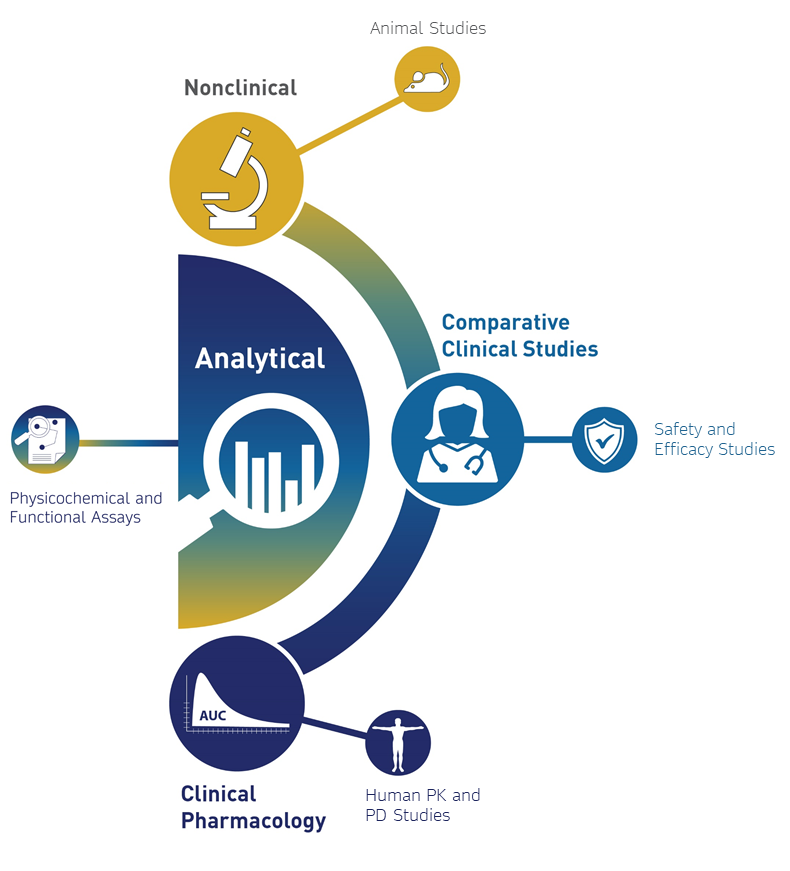 Animal Studies
Nonclinical
Comparative
Clinical Studies
Analytical
Safety and
Efficacy Studies
Physicochemical and
Functional Assays
AUC
Clinical
Pharmacology
Human PK and
PD Studies